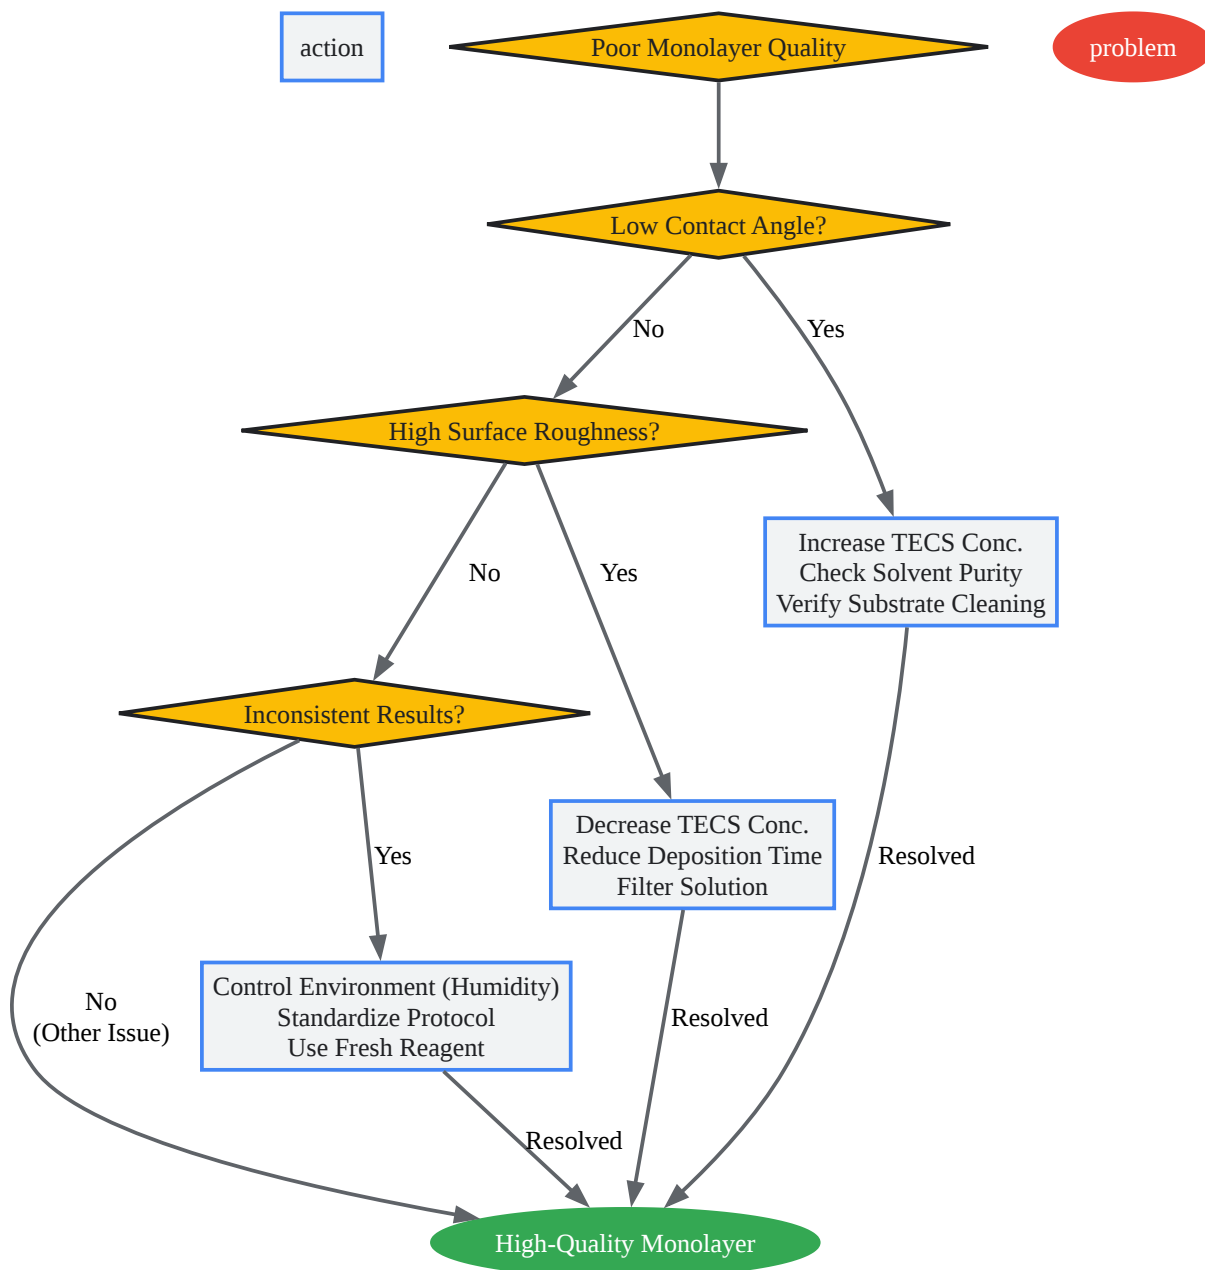 action
Poor Monolayer Quality
problem
Low Contact Angle?
No
Yes
High Surface Roughness?
No
Yes
Increase TECS Conc.
Check Solvent Purity
Verify Substrate Cleaning
Inconsistent Results?
Yes
Decrease TECS Conc.
Reduce Deposition Time
Filter Solution
Resolved
No
(Other Issue)
Control Environment (Humidity)
Standardize Protocol
Use Fresh Reagent
Resolved
Resolved
High-Quality Monolayer